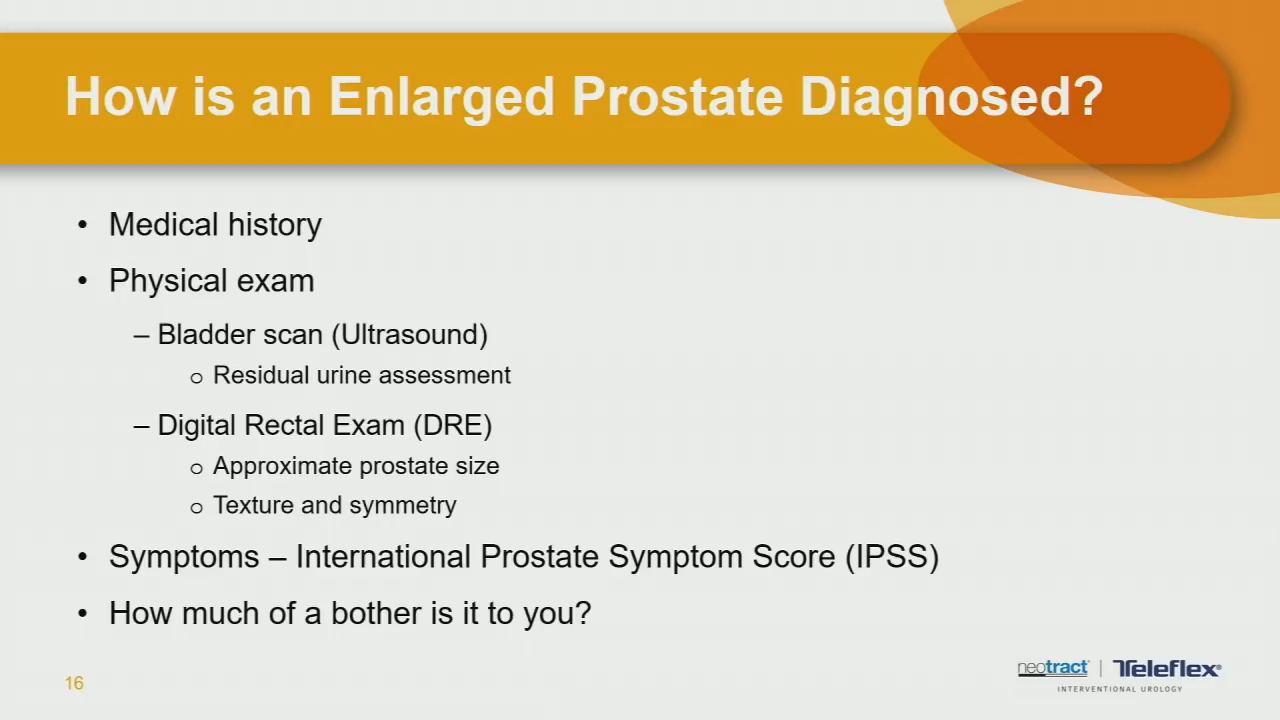 How is an Enlarged Prostate Diagnosed?
• Medical history
• Physical exam
– Bladder scan (Ultrasound)
o Residual urine assessment
– Digital Rectal Exam (DRE)
o Approximate prostate size
o Texture and symmetry
• Symptoms – International Prostate Symptom Score (IPSS)
• How much of a bother is it to you?
16
neotract | Teleflex®
INTERVENTIONAL UROLOGY